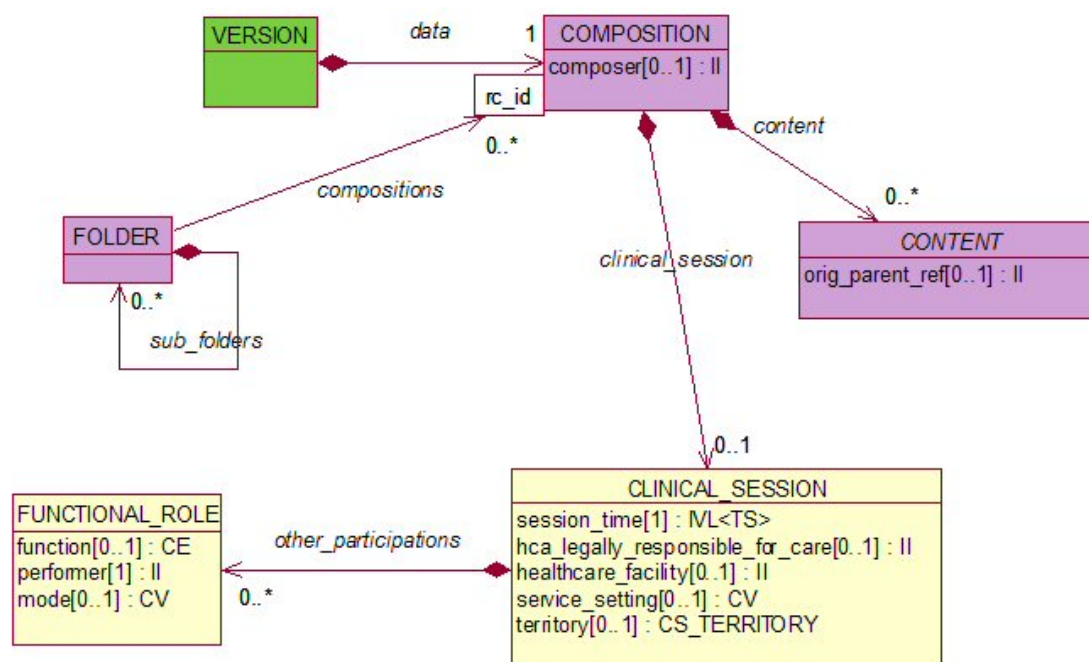 VERSION
data
1
COMPOSITION
composer[0..1] : II
rc_id
0..*
content
compositions
0..*
FOLDER
clinical_session
CONTENT
orig_parent_ref[0..1] : II
0..*
sub_folders
0..1
CLINICAL_SESSION
session_time[1] : IVL<TS>
hca_legally_responsible_for_care[0..1] : II
healthcare_facility[0..1] : II
service_setting[0..1] : CV
territory[0..1] : CS_TERRITORY
other_participations
0..*
FUNCTIONAL_ROLE
function[0..1] : CE
performer[1] : II
mode[0..1] : CV